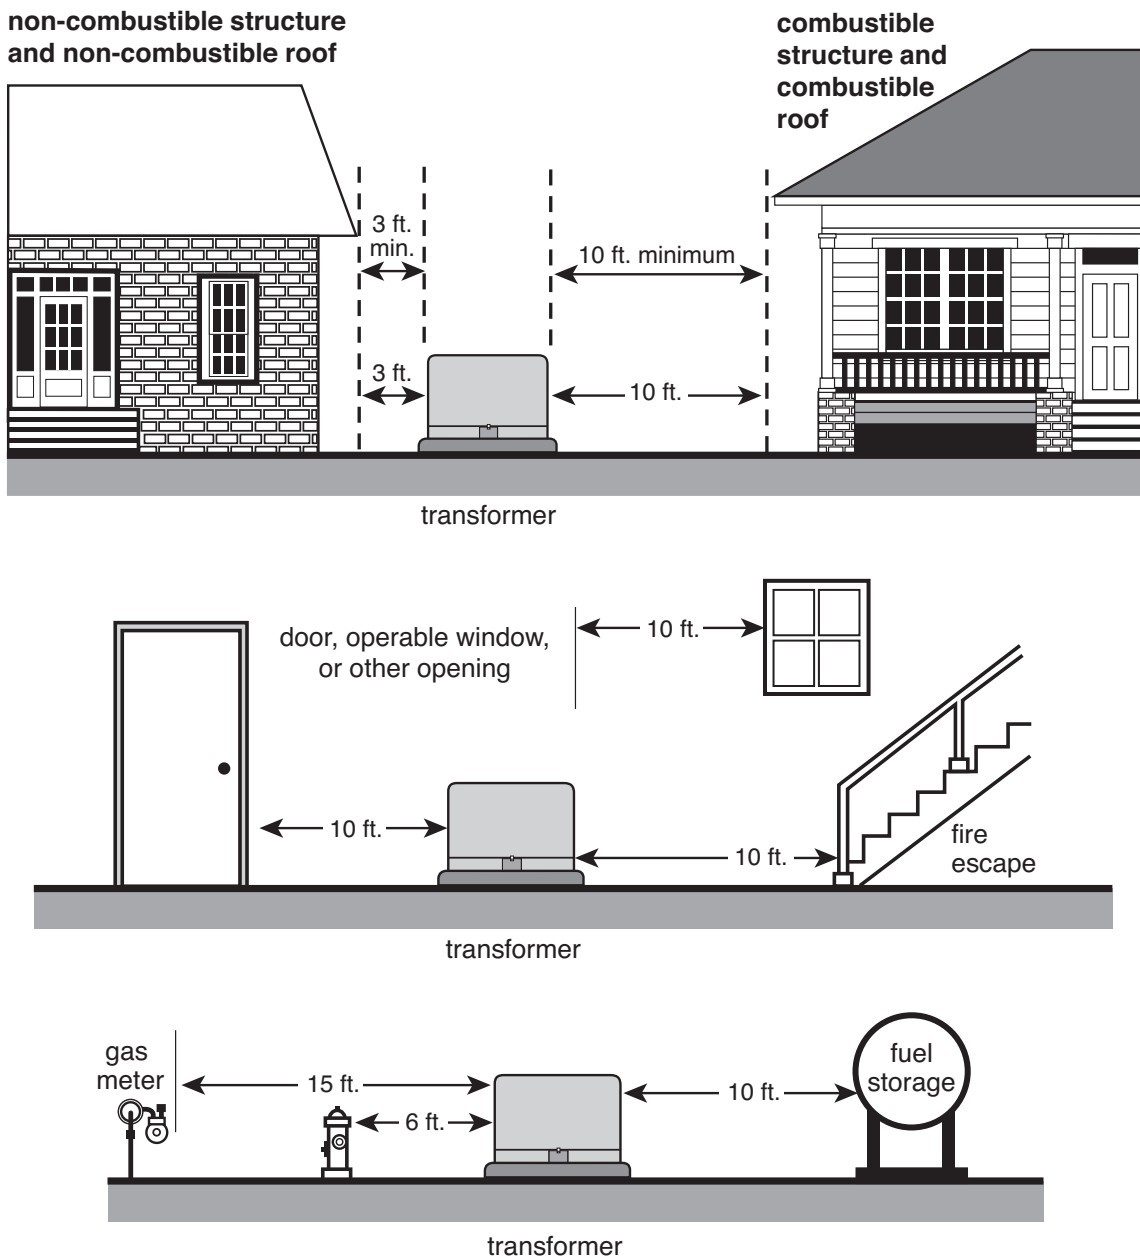 non-combustible structure
and non-combustible roof
combustible
structure and
combustible
roof
3 ft.
min.
10 ft. minimum
3 ft.
10 ft.
transformer
door, operable window,
or other opening
10 ft.
10 ft.
10 ft.
fire
escape
transformer
gas
meter
15 ft.
6 ft.
10 ft.
fuel
storage
transformer